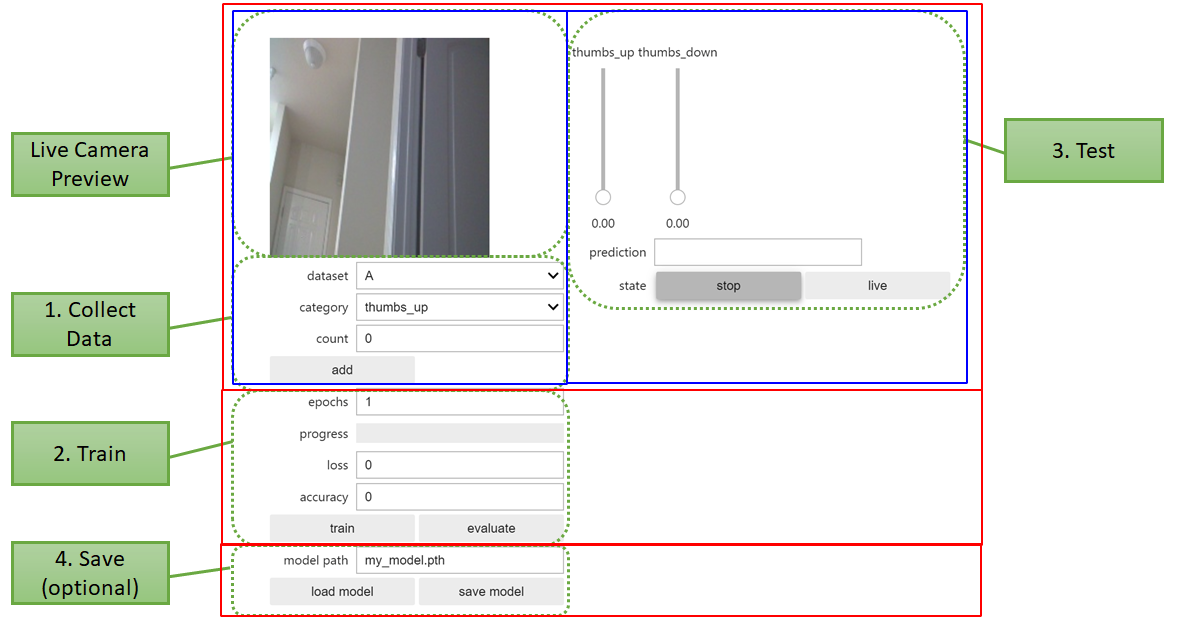 Live Camera
Preview
thumbs_up thumbs_down
0.00 0.00
prediction
state stop live
3. Test
1. Collect
Data
dataset A
category thumbs_up
count 0
add
2. Train
epochs 1
progress
loss 0
accuracy 0
train evaluate
4. Save
(optional)
model path my_model.pth
load model save model